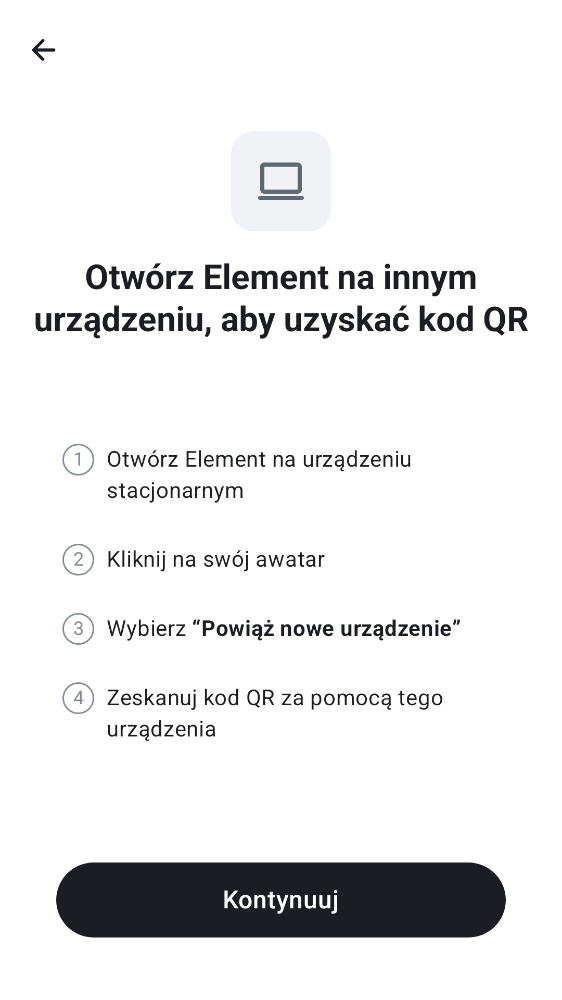 Otwórz Element na innym
urządzeniu, aby uzyskać kod QR
1 Otwórz Element na urządzeniu
stacjonarnym
2 Kliknij na swój awatar
3 Wybierz “Powiąż nowe urządzenie”
4 Zeskanuj kod QR za pomocą tego
urządzenia
Kontynuuj